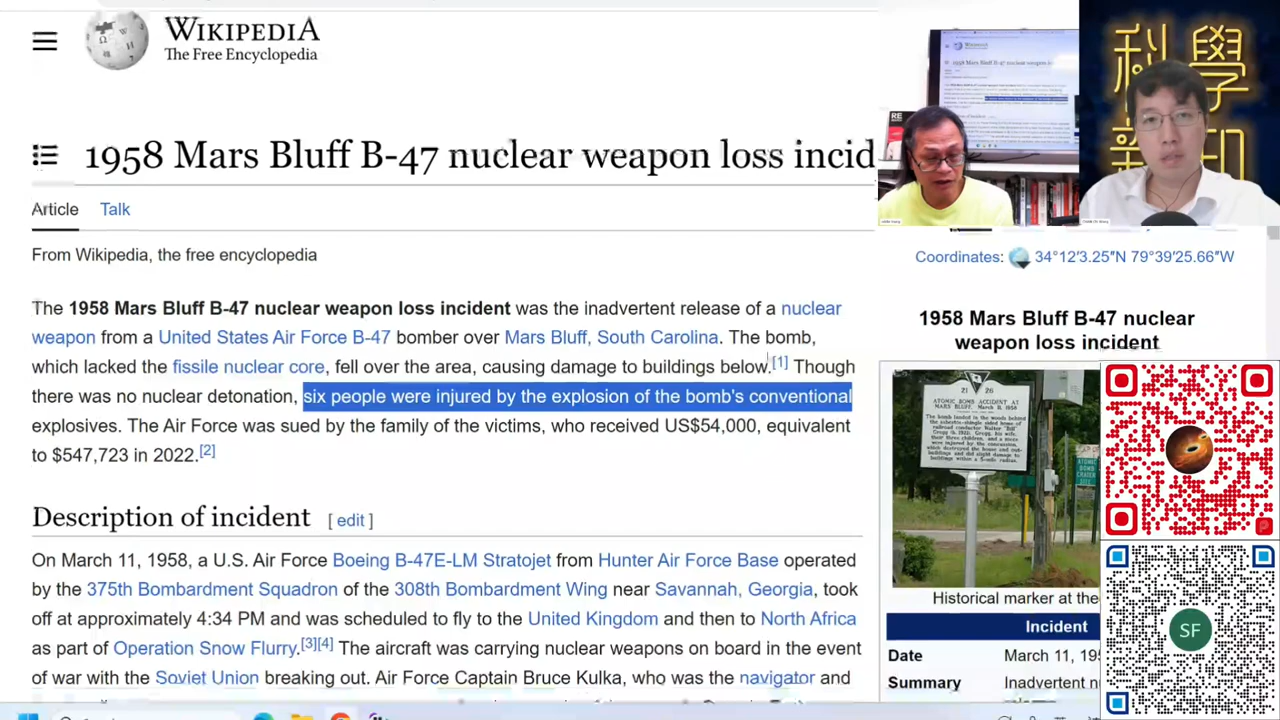 WIKIPEDIA
The Free Encyclopedia
1958 Mars Bluff B-47 nuclear weapon loss incid
Article Talk
From Wikipedia, the free encyclopedia
The 1958 Mars Bluff B-47 nuclear weapon loss incident was the inadvertent release of a nuclear
weapon from a United States Air Force B-47 bomber over Mars Bluff, South Carolina. The bomb,
which lacked the fissile nuclear core, fell over the area, causing damage to buildings below.[1] Though
there was no nuclear detonation, six people were injured by the explosion of the bomb's conventional
explosives. The Air Force was sued by the family of the victims, who received US$54,000, equivalent
to $547,723 in 2022.[2]
Description of incident [ edit ]
On March 11, 1958, a U.S. Air Force Boeing B-47E-LM Stratojet from Hunter Air Force Base operated
by the 375th Bombardment Squadron of the 308th Bombardment Wing near Savannah, Georgia, took
off at approximately 4:34 PM and was scheduled to fly to the United Kingdom and then to North Africa
as part of Operation Snow Flurry.[3][4] The aircraft was carrying nuclear weapons on board in the event
of war with the Soviet Union breaking out. Air Force Captain Bruce Kulka, who was the navigator and
RE
科學
印
Coordinates: 34°12′3.25″N 79°39′25.66″W
1958 Mars Bluff B-47 nuclear
weapon loss incident
21 26
ATOMIC BOMB ACCIDENT AT
MARS BLUFF, MARCH 11, 1958
ATOMIC
BOMB
CRATER
SITE
Historical marker at the
Incident
Date March 11, 195
Summary Inadvertent n
SF